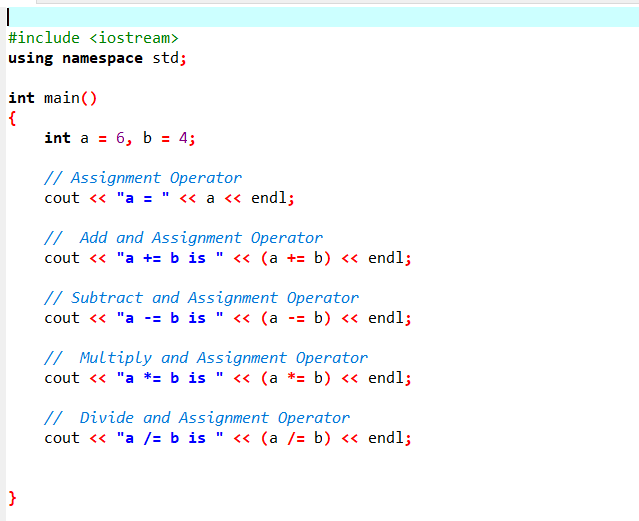 #include <iostream>
using namespace std;
int main()
{
    int a = 6, b = 4;
    // Assignment Operator
    cout << "a = " << a << endl;
    //  Add and Assignment Operator
    cout << "a += b is " << (a += b) << endl;
    // Subtract and Assignment Operator
    cout << "a -= b is " << (a -= b) << endl;
    //  Multiply and Assignment Operator
    cout << "a *= b is " << (a *= b) << endl;
    //  Divide and Assignment Operator
    cout << "a /= b is " << (a /= b) << endl;
}